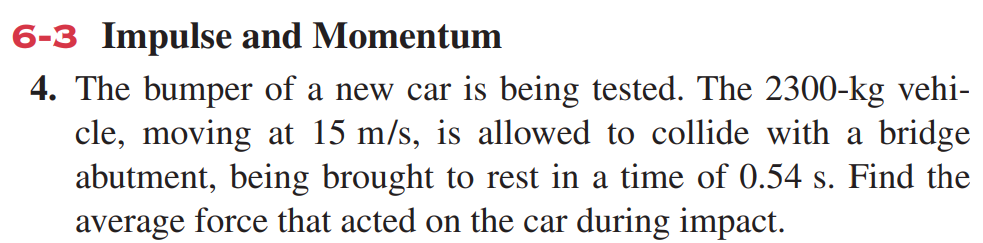 6-3 Impulse and Momentum
4. The bumper of a new car is being tested. The 2300-kg vehi-
cle, moving at 15 m/s, is allowed to collide with a bridge
abutment, being brought to rest in a time of 0.54 s. Find the
average force that acted on the car during impact.